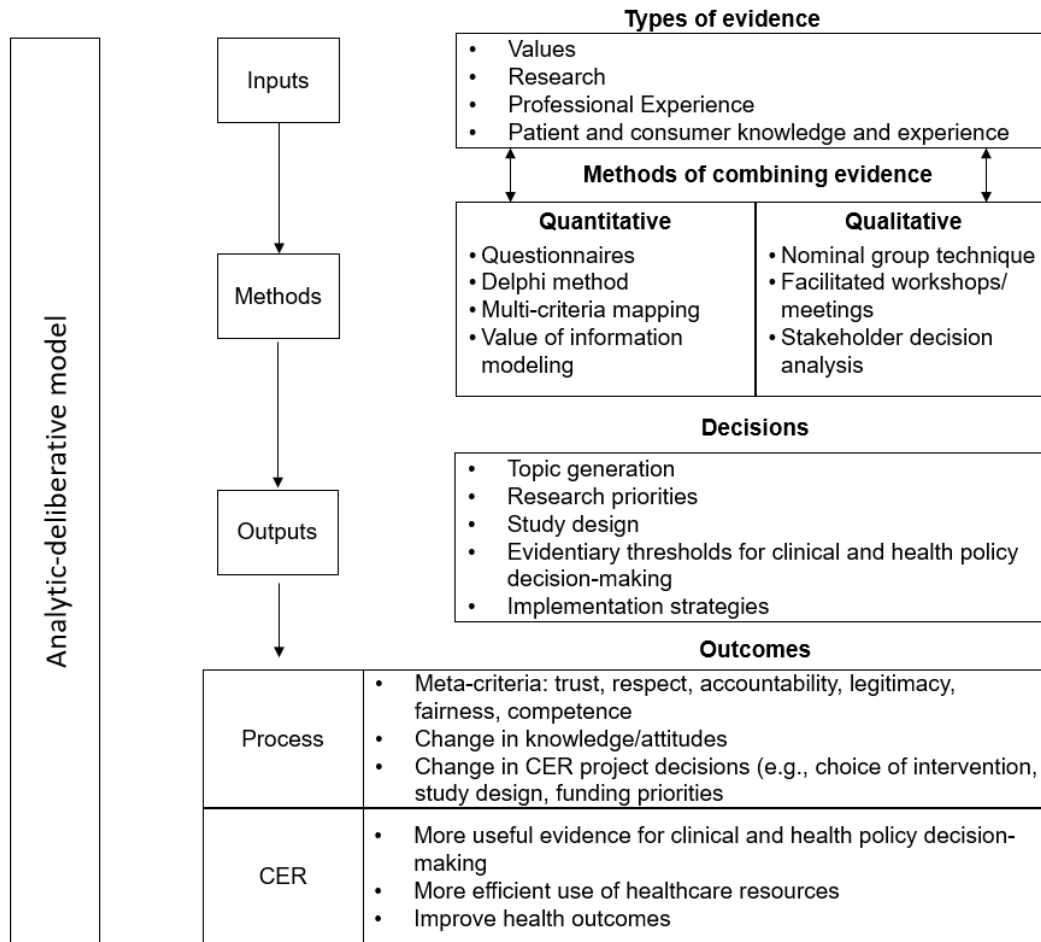 Analytic-deliberative model
Inputs
Types of evidence
• Values
• Research
• Professional Experience
• Patient and consumer knowledge and experience
Methods of combining evidence
Methods
Quantitative
• Questionnaires
• Delphi method
• Multi-criteria mapping
• Value of information
modeling
Qualitative
• Nominal group technique
• Facilitated workshops/
meetings
• Stakeholder decision
analysis
Outputs
Decisions
• Topic generation
• Research priorities
• Study design
• Evidentiary thresholds for clinical and health policy
decision-making
• Implementation strategies
Outcomes
Process
• Meta-criteria: trust, respect, accountability, legitimacy,
fairness, competence
• Change in knowledge/attitudes
• Change in CER project decisions (e.g., choice of intervention,
study design, funding priorities
CER
• More useful evidence for clinical and health policy decision-
making
• More efficient use of healthcare resources
• Improve health outcomes